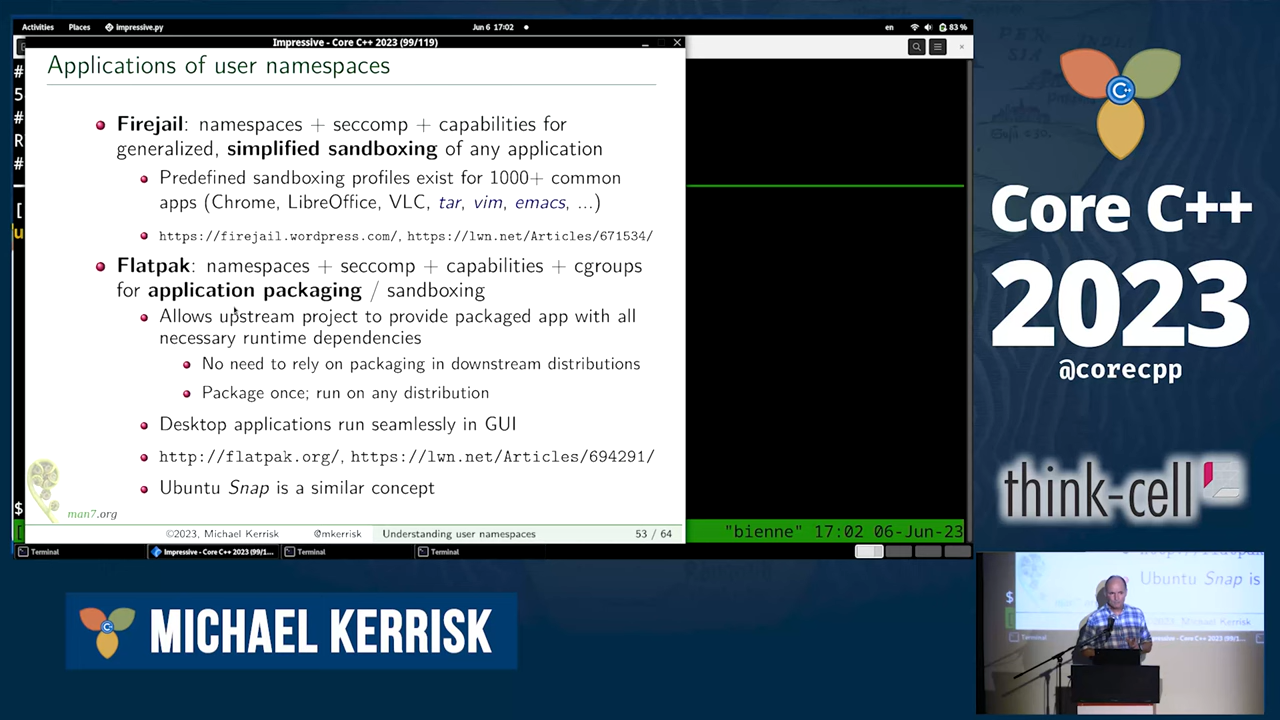 Activities Places impressive.py Jun 6 17:02 en 83 %
Impressive - Core C++ 2023 (99/119)
Applications of user namespaces
#
5
#
R
#
[
u
$
[
Firejail: namespaces + seccomp + capabilities for
generalized, simplified sandboxing of any application
Predefined sandboxing profiles exist for 1000+ common
apps (Chrome, LibreOffice, VLC, tar, vim, emacs, ...)
https://firejail.wordpress.com/, https://lwn.net/Articles/671534/
Flatpak: namespaces + seccomp + capabilities + cgroups
for application packaging / sandboxing
Allows upstream project to provide packaged app with all
necessary runtime dependencies
No need to rely on packaging in downstream distributions
Package once; run on any distribution
Desktop applications run seamlessly in GUI
http://flatpak.org/, https://lwn.net/Articles/694291/
Ubuntu Snap is a similar concept
man7.org
©2023, Michael Kerrisk @mkerrisk Understanding user namespaces 53 / 64
"bienne" 17:02 06-Jun-23
Terminal Impressive - Core C++ 2023 (99/1... Terminal Terminal
C++
Core C++
2023
@corecpp
think-cell
C++
MICHAEL KERRISK
Ubuntu Snap is
$
2023, Michael Kerrisk
Terminal